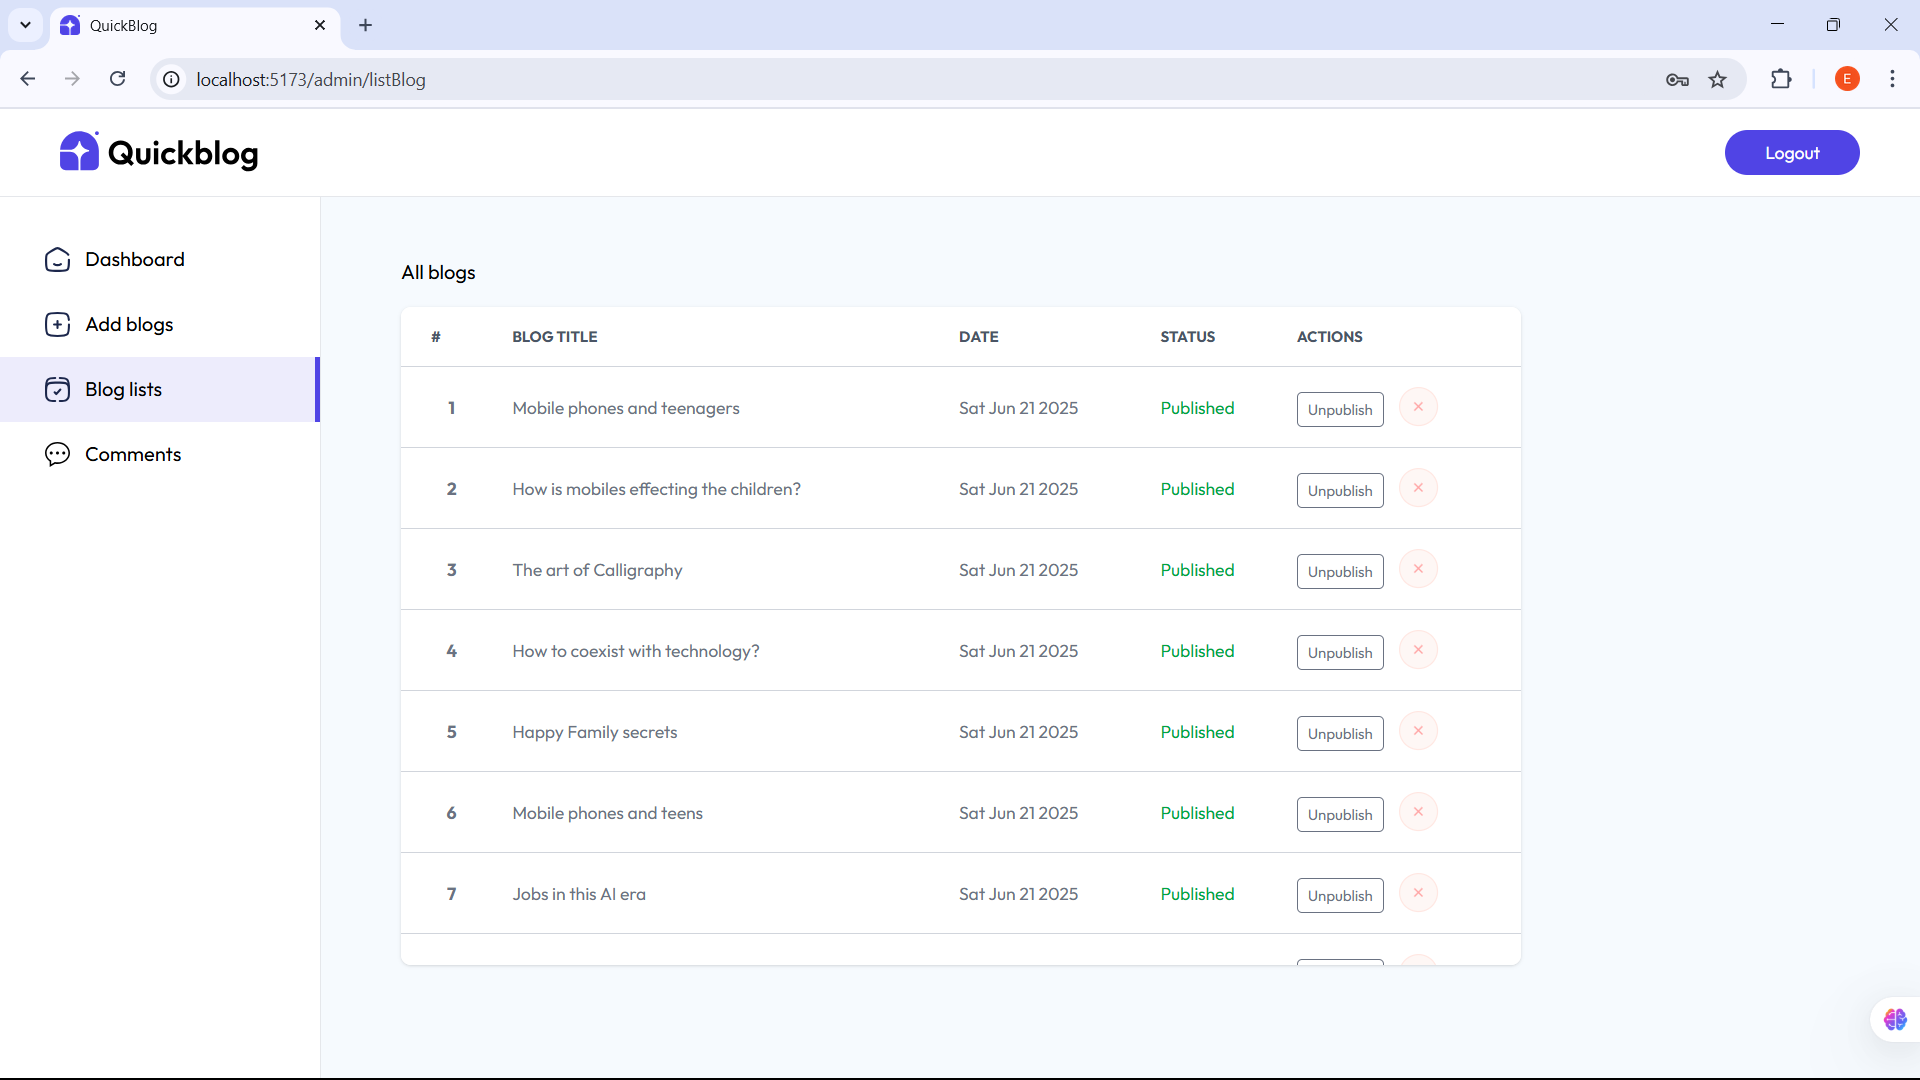 QuickBlog
localhost:5173/admin/listBlog
E
Quickblog
Logout
Dashboard
Add blogs
Blog lists
Comments
All blogs
# BLOG TITLE DATE STATUS ACTIONS
1 Mobile phones and teenagers Sat Jun 21 2025 Published Unpublish
2 How is mobiles effecting the children? Sat Jun 21 2025 Published Unpublish
3 The art of Calligraphy Sat Jun 21 2025 Published Unpublish
4 How to coexist with technology? Sat Jun 21 2025 Published Unpublish
5 Happy Family secrets Sat Jun 21 2025 Published Unpublish
6 Mobile phones and teens Sat Jun 21 2025 Published Unpublish
7 Jobs in this AI era Sat Jun 21 2025 Published Unpublish